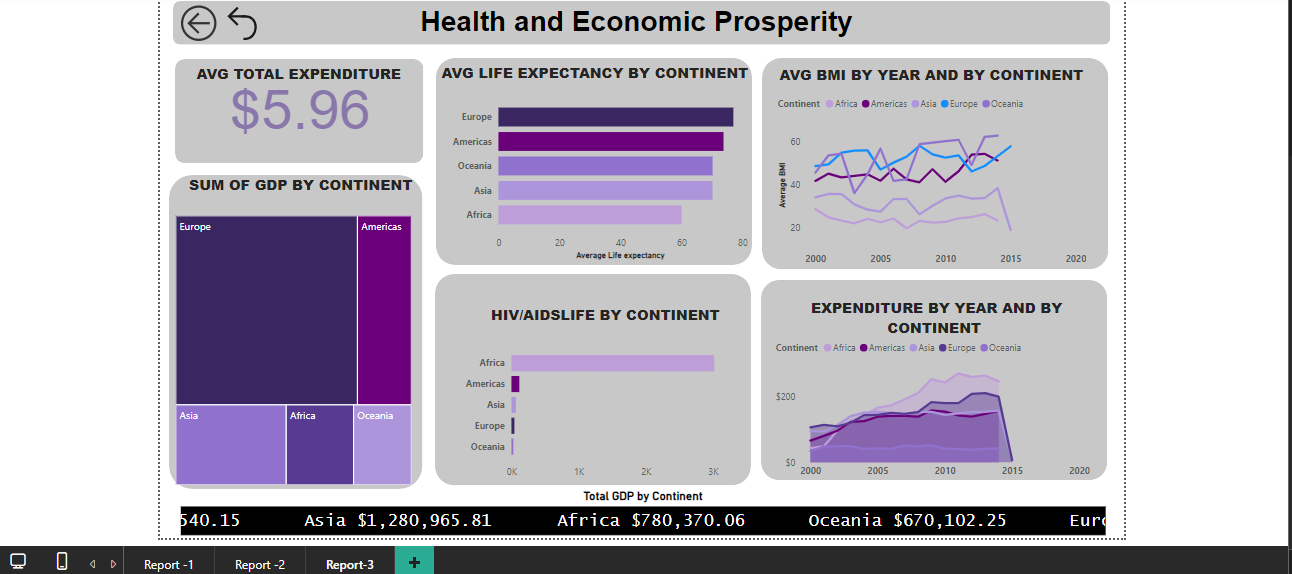 Health and Economic Prosperity
AVG TOTAL EXPENDITURE
$5.96
AVG LIFE EXPECTANCY BY CONTINENT
Europe
Americas
Oceania
Asia
Africa
0 20 40 60 80
Average Life expectancy
AVG BMI BY YEAR AND BY CONTINENT
Continent Africa Americas Asia Europe Oceania
Average BMI
60
40
20
2000 2005 2010 2015 2020
SUM OF GDP BY CONTINENT
Europe Americas
Asia Africa Oceania
HIV/AIDSLIFE BY CONTINENT
Africa
Americas
Asia
Europe
Oceania
0K 1K 2K 3K
EXPENDITURE BY YEAR AND BY
CONTINENT
Continent Africa Americas Asia Europe Oceania
$200
$0
2000 2005 2010 2015 2020
Total GDP by Continent
540.15 Asia $1,280,965.81 Africa $780,370.06 Oceania $670,102.25 Euro
Report -1 Report -2 Report-3 +